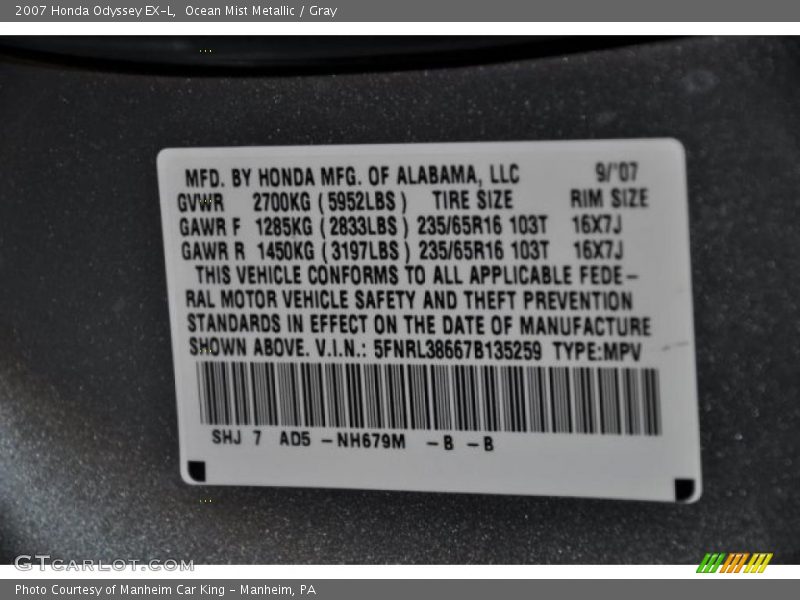 2007 Honda Odyssey EX-L,  Ocean Mist Metallic / Gray
MFD. BY HONDA MFG. OF ALABAMA, LLC 9/'07
GVWR 2700KG ( 5952LBS ) TIRE SIZE RIM SIZE
GAWR F 1285KG ( 2833LBS ) 235/65R16 103T 16X7J
GAWR R 1450KG ( 3197LBS ) 235/65R16 103T 16X7J
THIS VEHICLE CONFORMS TO ALL APPLICABLE FEDE-
RAL MOTOR VEHICLE SAFETY AND THEFT PREVENTION
STANDARDS IN EFFECT ON THE DATE OF MANUFACTURE
SHOWN ABOVE. V.I.N.: 5FNRL38667B135259 TYPE:MPV
SHJ 7 AD5 -NH679M -B -B
GTcarlot.com
Photo Courtesy of Manheim Car King - Manheim, PA